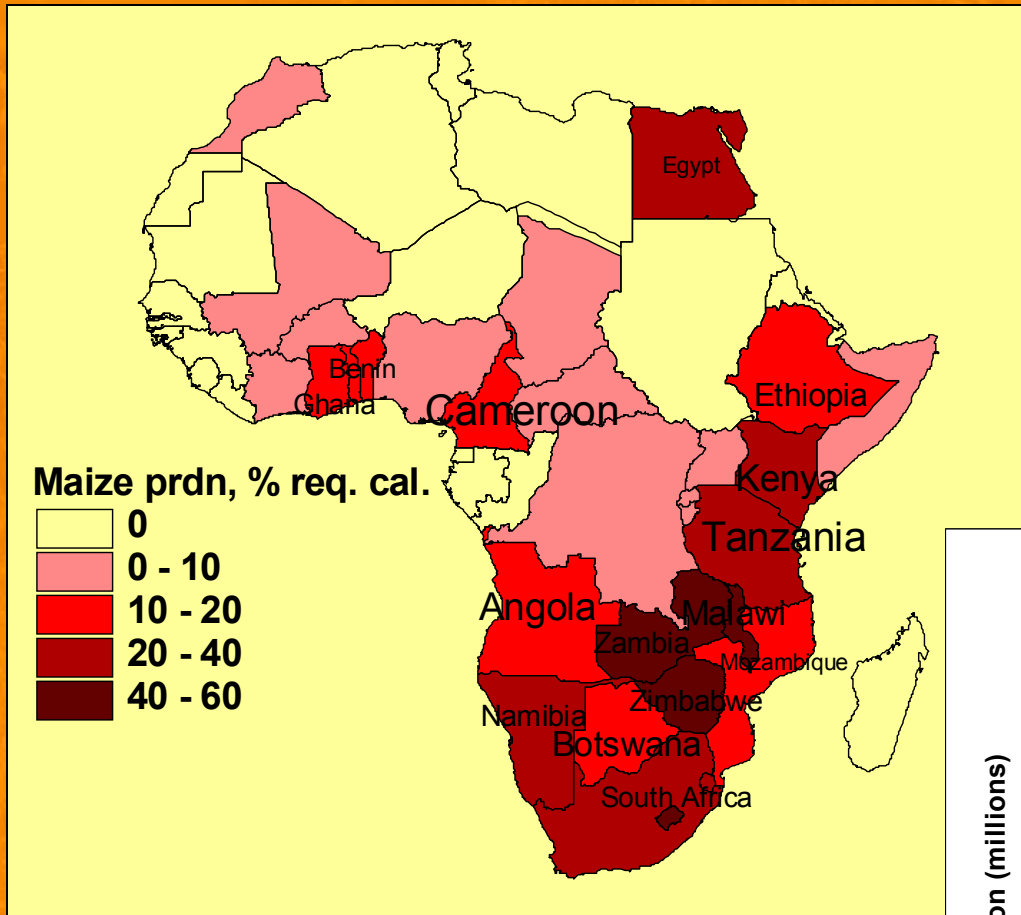 Egypt
Benin
Ghana
Cameroon
Ethiopia
Kenya
Tanzania
Maize prdn, % req. cal.
0
0 - 10
10 - 20
20 - 40
40 - 60
Angola
Malawi
Zambia
Mozambique
Zimbabwe
Namibia
Botswana
South Africa
(millions)